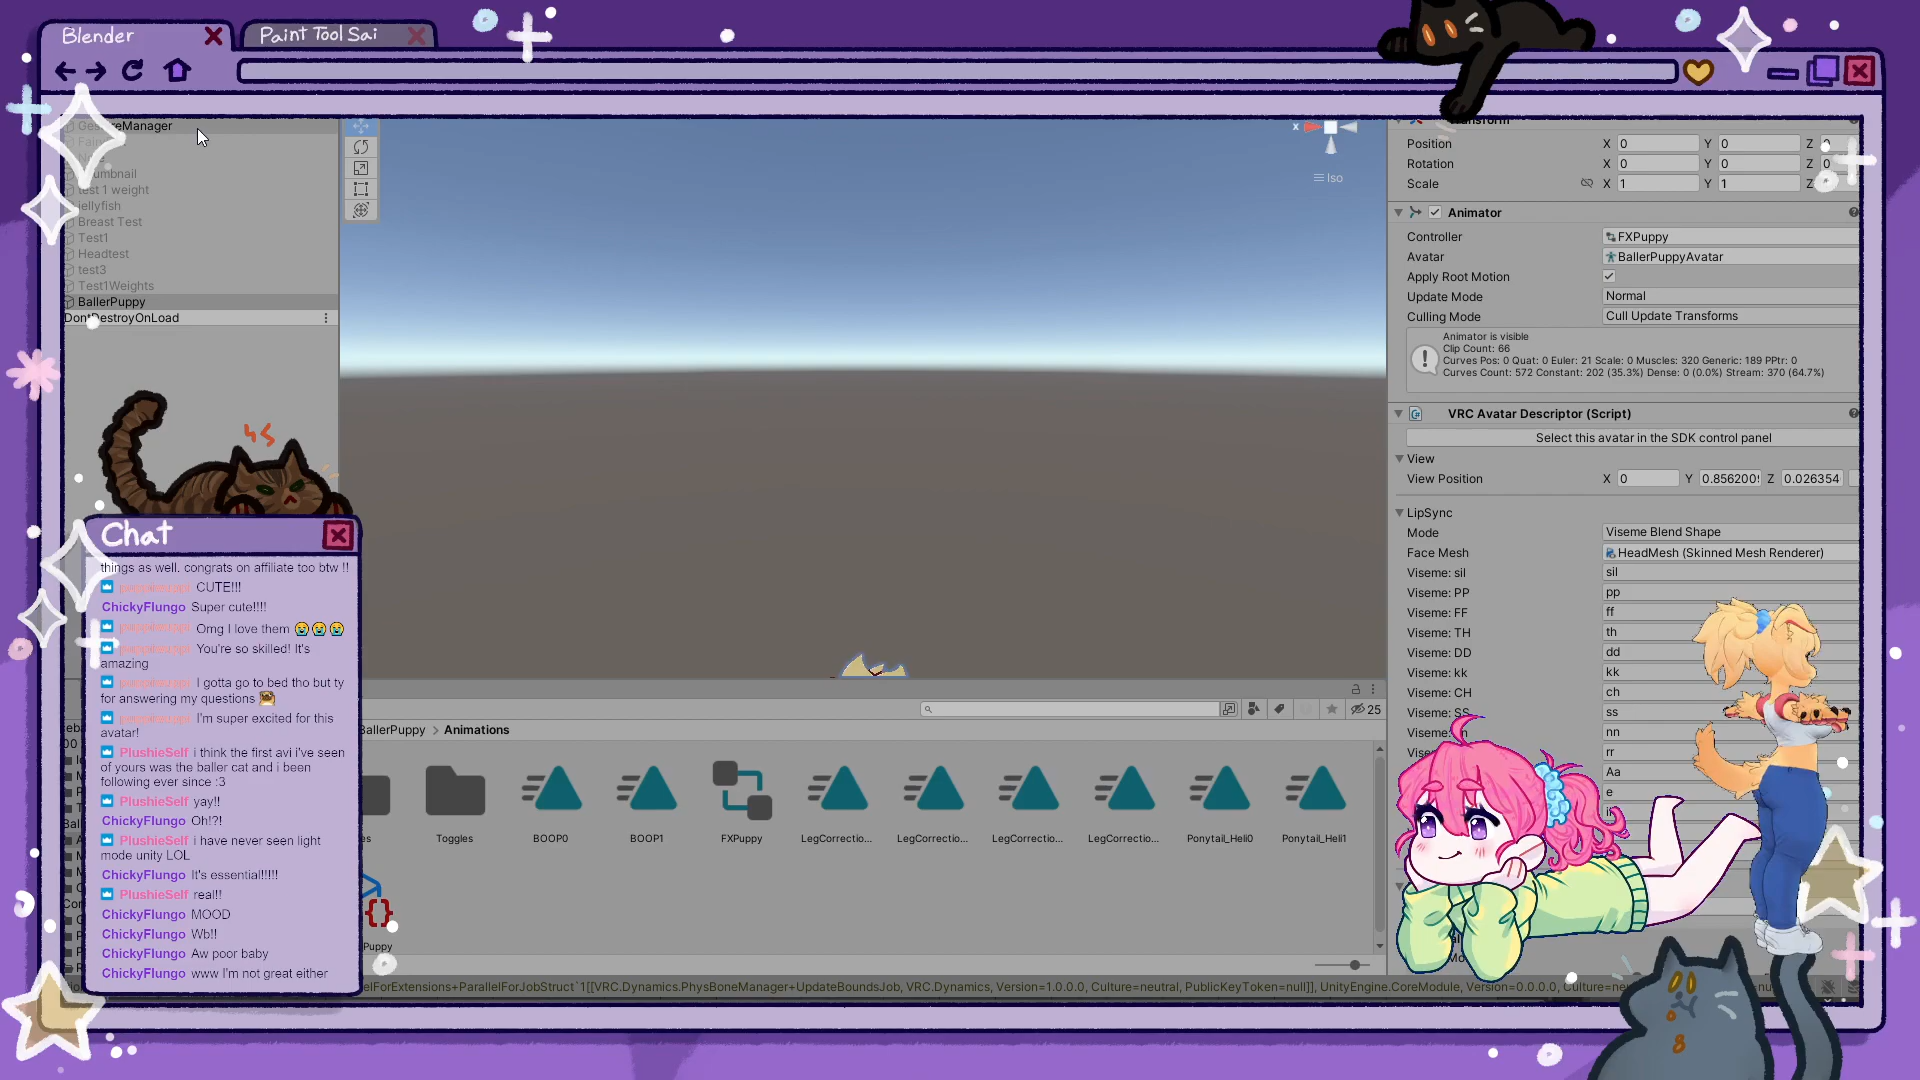 Blender
Paint Tool Sai
GestureManager
test 1 weight
jellyfish
Breast Test
Test1
Headtest
test3
Test1Weights
BallerPuppy
DontDestroyOnLoad
Iso
Transform
Position X 0 Y 0 Z 0
Rotation X 0 Y 0 Z 0
Scale X 1 Y 1 Z
Animator
Controller FXPuppy
Avatar BallerPuppyAvatar
Apply Root Motion
Update Mode Normal
Culling Mode Cull Update Transforms
Animator is visible
Clip Count: 66
Curves Pos: 0 Quat: 0 Euler: 21 Scale: 0 Muscles: 320 Generic: 189 PPtr: 0
Curves Count: 572 Constant: 202 (35.3%) Dense: 0 (0.0%) Stream: 370 (64.7%)
VRC Avatar Descriptor (Script)
Select this avatar in the SDK control panel
View
View Position X 0 Y 0.856200 Z 0.026354
LipSync
Mode Viseme Blend Shape
Face Mesh HeadMesh (Skinned Mesh Renderer)
Viseme: sil sil
Viseme: PP pp
Viseme: FF ff
Viseme: TH th
Viseme: DD dd
Viseme: kk kk
Viseme: CH ch
Viseme: SS ss
nn
rr
Aa
e
Chat
things as well. congrats on affiliate too btw !!
CUTE!!!
ChickyFlungo Super cute!!!!
Omg I love them 😭😭😭
You're so skilled! It's
amazing
I gotta go to bed tho but ty
for answering my questions
I'm super excited for this
avatar!
PlushieSelf i think the first avi i've seen
of yours was the baller cat and i been
following ever since :3
PlushieSelf yay!!
ChickyFlungo Oh!?!
PlushieSelf i have never seen light
mode unity LOL
ChickyFlungo It's essential!!!!!
PlushieSelf real!!
ChickyFlungo MOOD
ChickyFlungo Wb!!
ChickyFlungo Aw poor baby
ChickyFlungo www I'm not great either
25
BallerPuppy > Animations
Toggles
BOOP0
BOOP1
FXPuppy
LegCorrectio...
LegCorrectio...
LegCorrectio...
LegCorrectio...
Ponytail_Heli0
Ponytail_Heli1
Puppy
elForExtensions+ParallelForJobStruct`1[[VRC.Dynamics.PhysBoneManager+UpdateBoundsJob, VRC.Dynamics, Version=1.0.0.0, Culture=neutral, PublicKeyToken=null]], UnityEngine.CoreModule, Version=0.0.0.0,